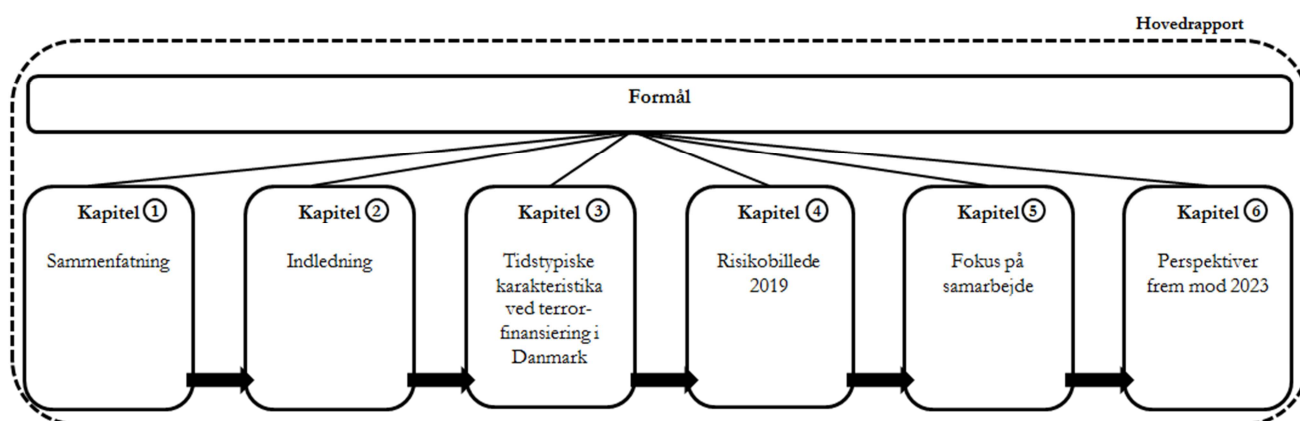 Hovedrapport
Formål
Kapitel 1
Sammenfatning
Kapitel 2
Indledning
Kapitel 3
Tidstypiske
karakteristika
ved terror-
finansiering i
Danmark
Kapitel 4
Risikobillede
2019
Kapitel 5
Fokus på
samarbejde
Kapitel 6
Perspektiver
frem mod 2023